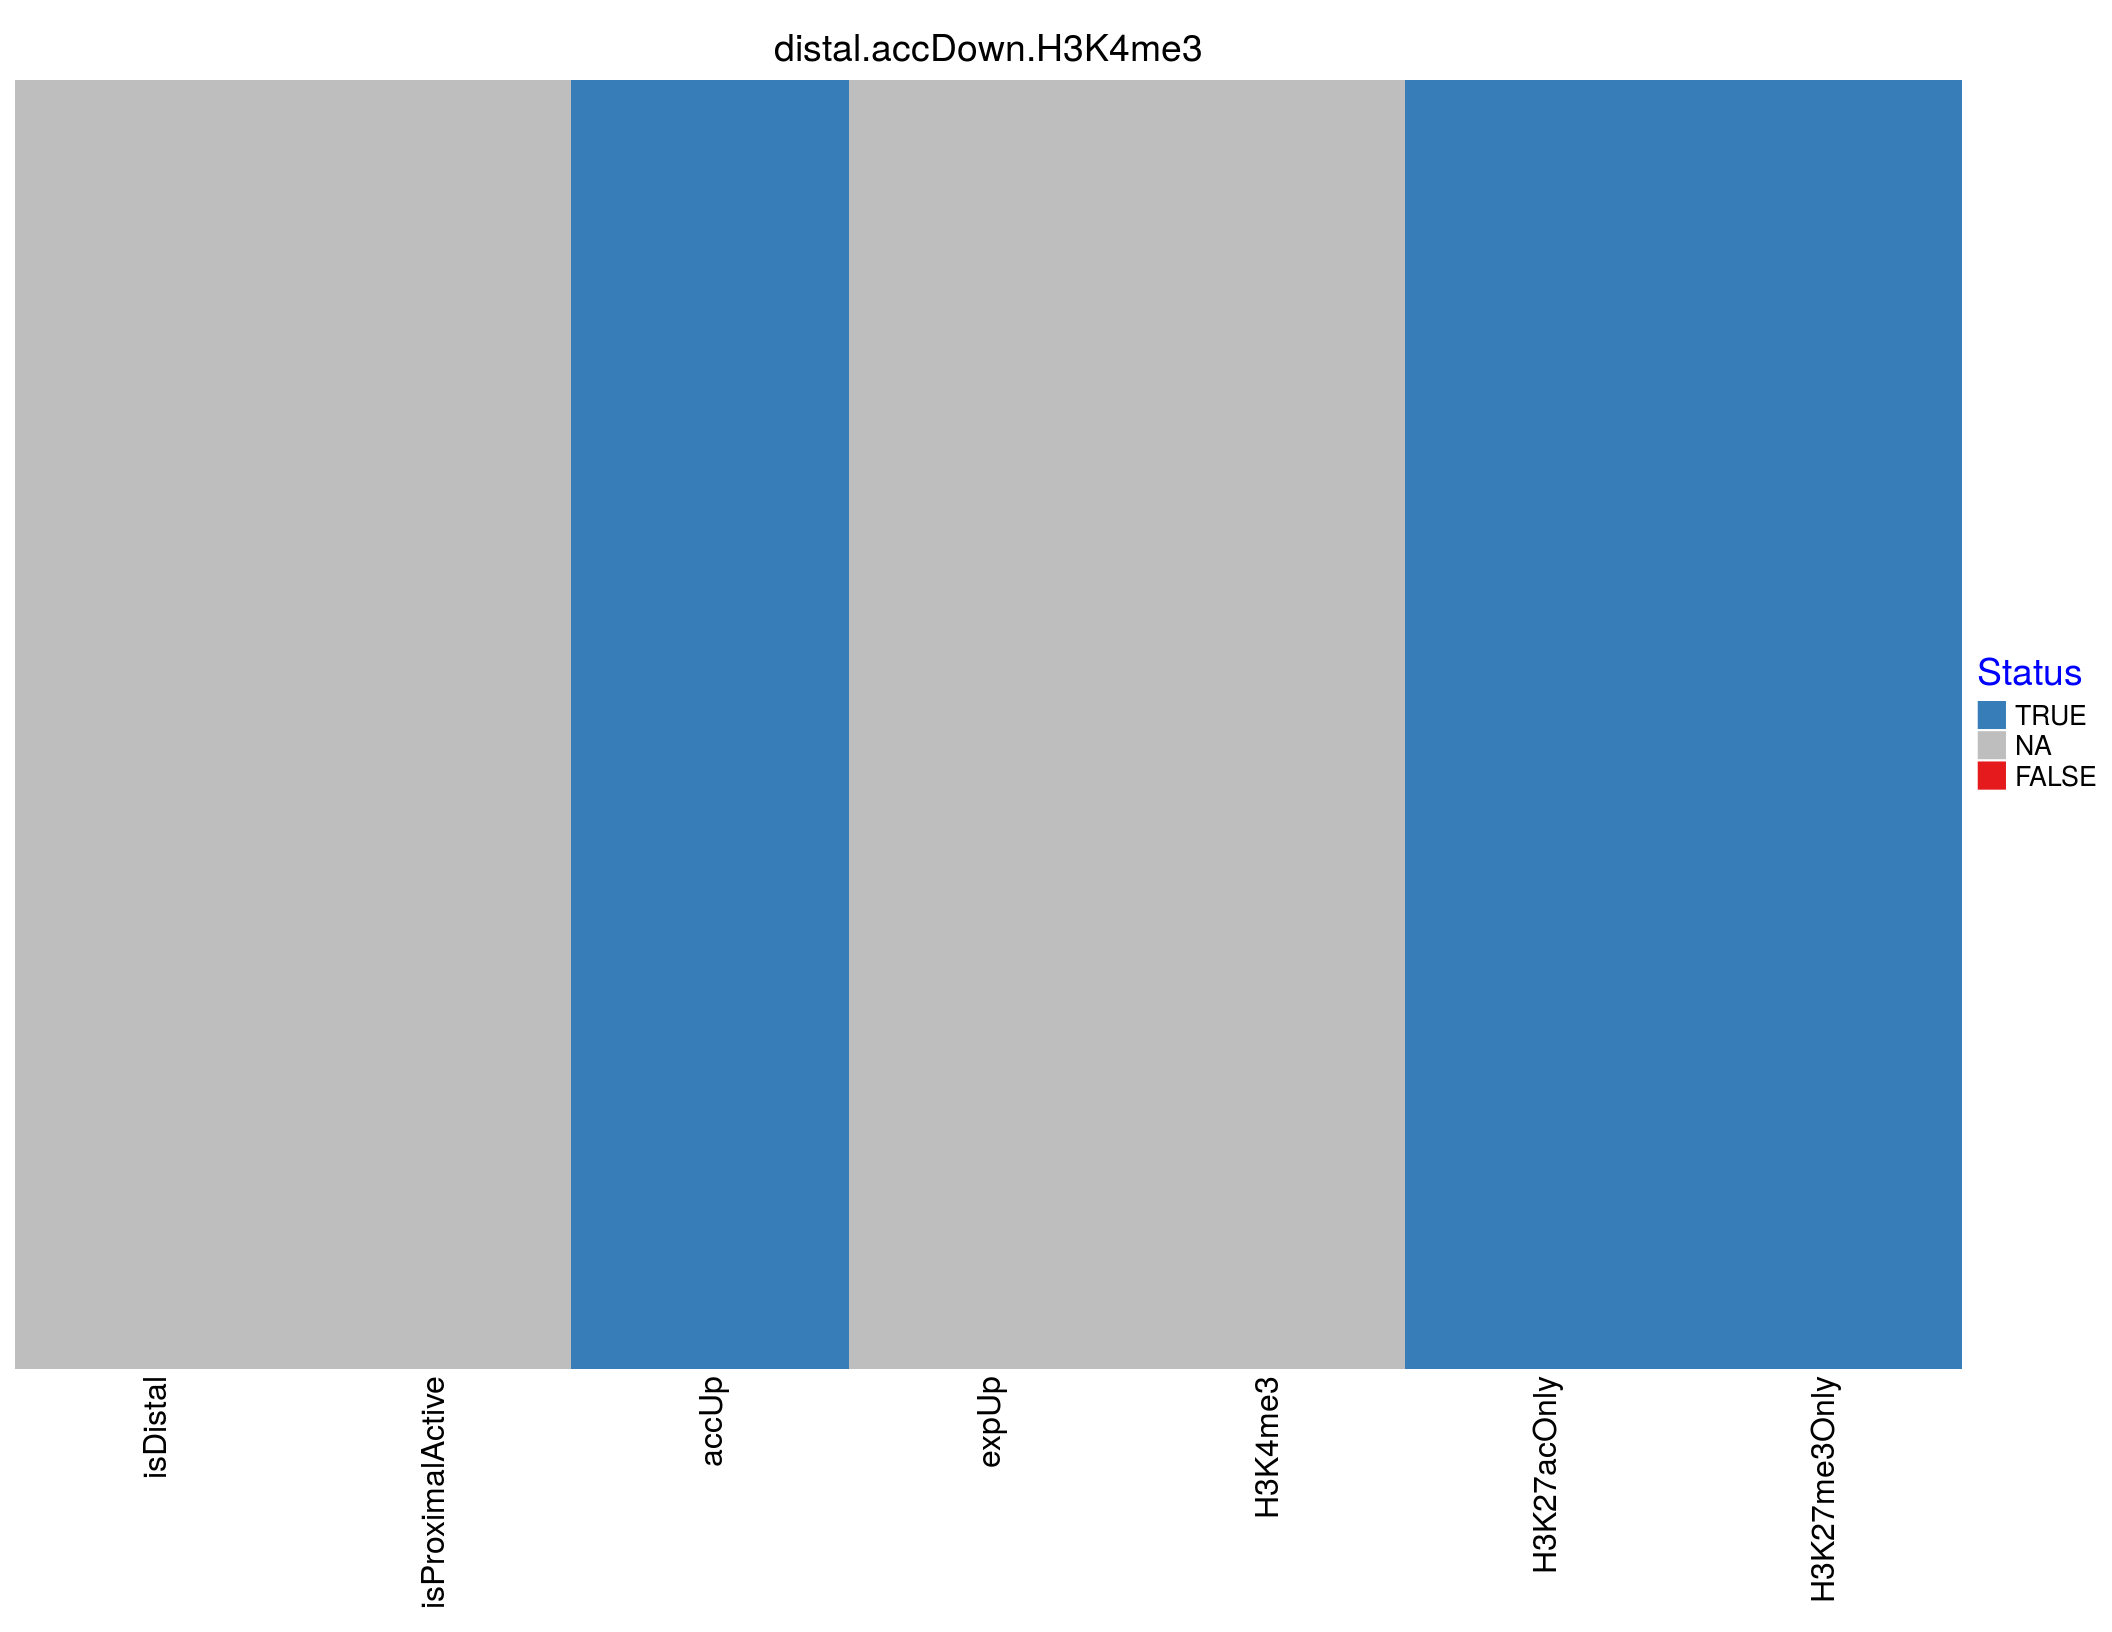 distal.accDown.H3K4me3
Status
TRUE
NA
FALSE
isDistal
isProximalActive
accUp
expUp
H3K4me3
H3K27acOnly
H3K27me3Only